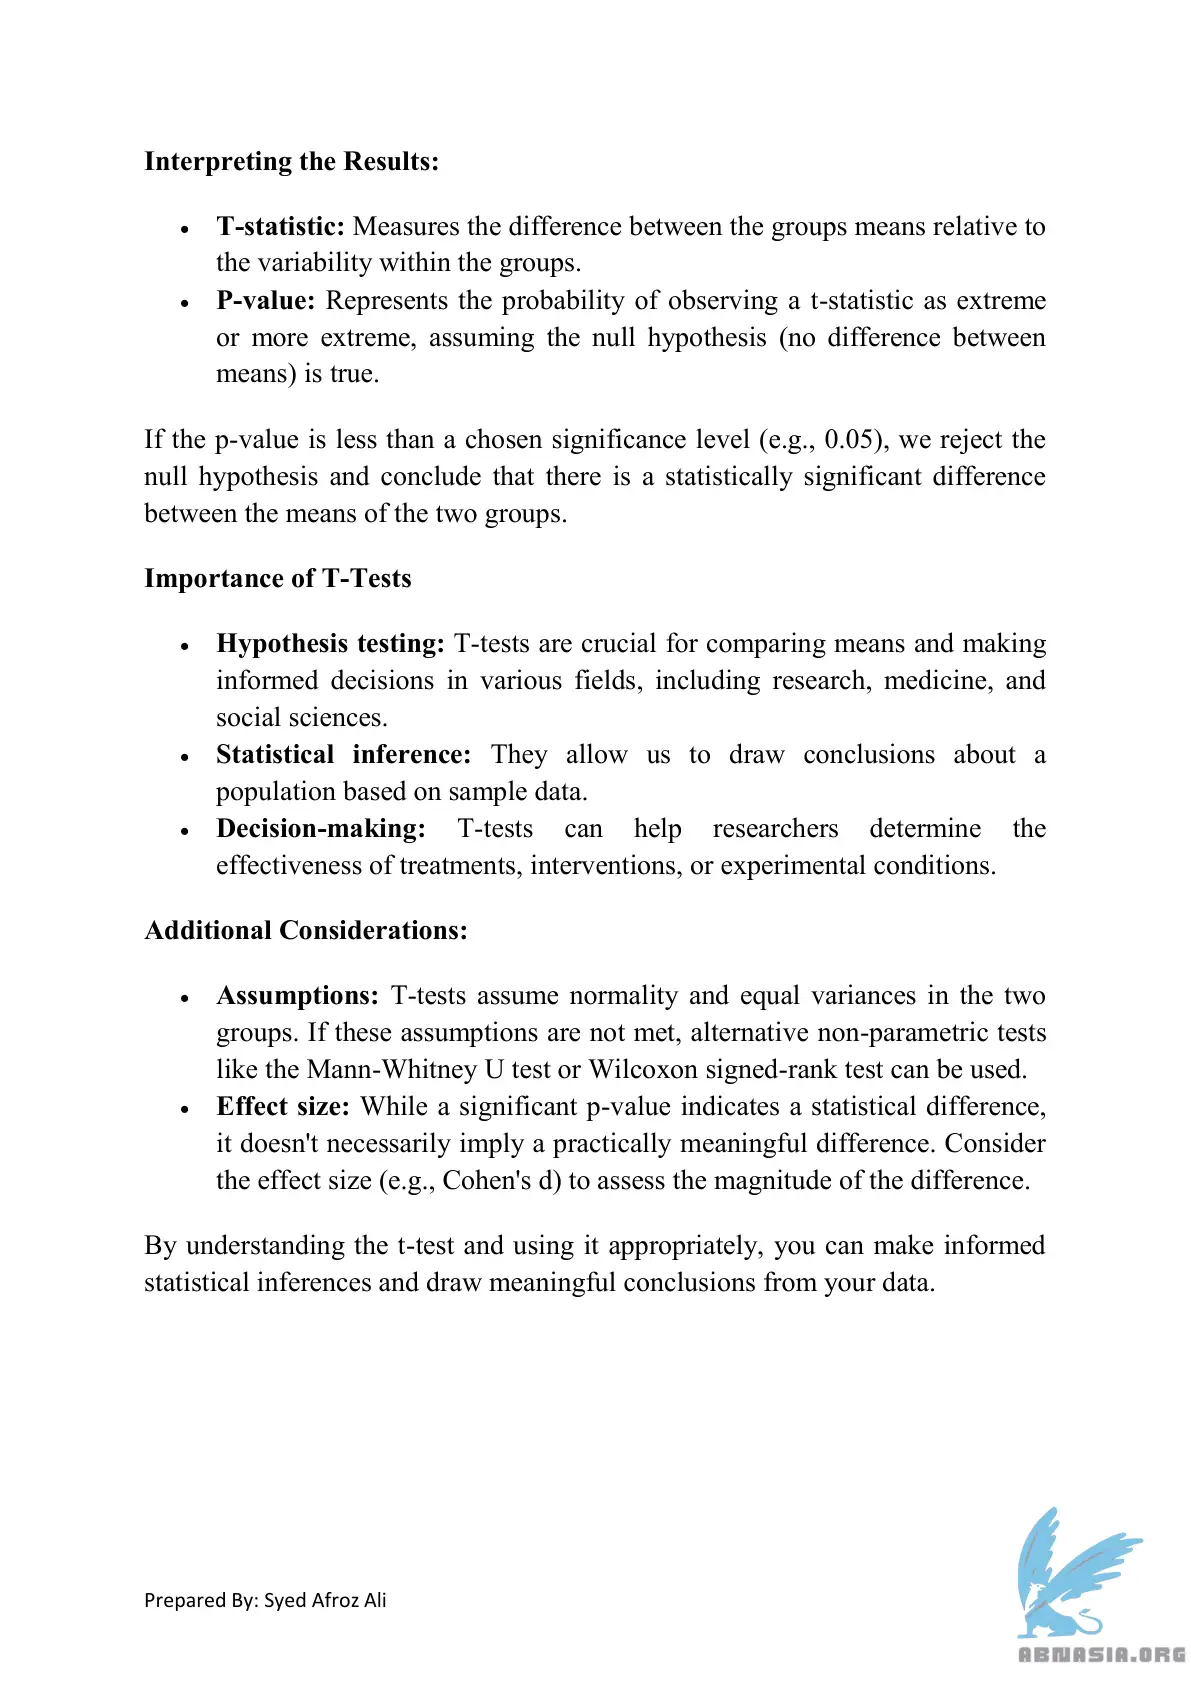 Interpreting the Results:
• T-statistic: Measures the difference between the groups means relative to
the variability within the groups.
• P-value: Represents the probability of observing a t-statistic as extreme
or more extreme, assuming the null hypothesis (no difference between
means) is true.
If the p-value is less than a chosen significance level (e.g., 0.05), we reject the
null hypothesis and conclude that there is a statistically significant difference
between the means of the two groups.
Importance of T-Tests
• Hypothesis testing: T-tests are crucial for comparing means and making
informed decisions in various fields, including research, medicine, and
social sciences.
• Statistical inference: They allow us to draw conclusions about a
population based on sample data.
• Decision-making: T-tests can help researchers determine the
effectiveness of treatments, interventions, or experimental conditions.
Additional Considerations:
• Assumptions: T-tests assume normality and equal variances in the two
groups. If these assumptions are not met, alternative non-parametric tests
like the Mann-Whitney U test or Wilcoxon signed-rank test can be used.
• Effect size: While a significant p-value indicates a statistical difference,
it doesn't necessarily imply a practically meaningful difference. Consider
the effect size (e.g., Cohen's d) to assess the magnitude of the difference.
By understanding the t-test and using it appropriately, you can make informed
statistical inferences and draw meaningful conclusions from your data.
Prepared By: Syed Afroz Ali
ABNASIA.ORG